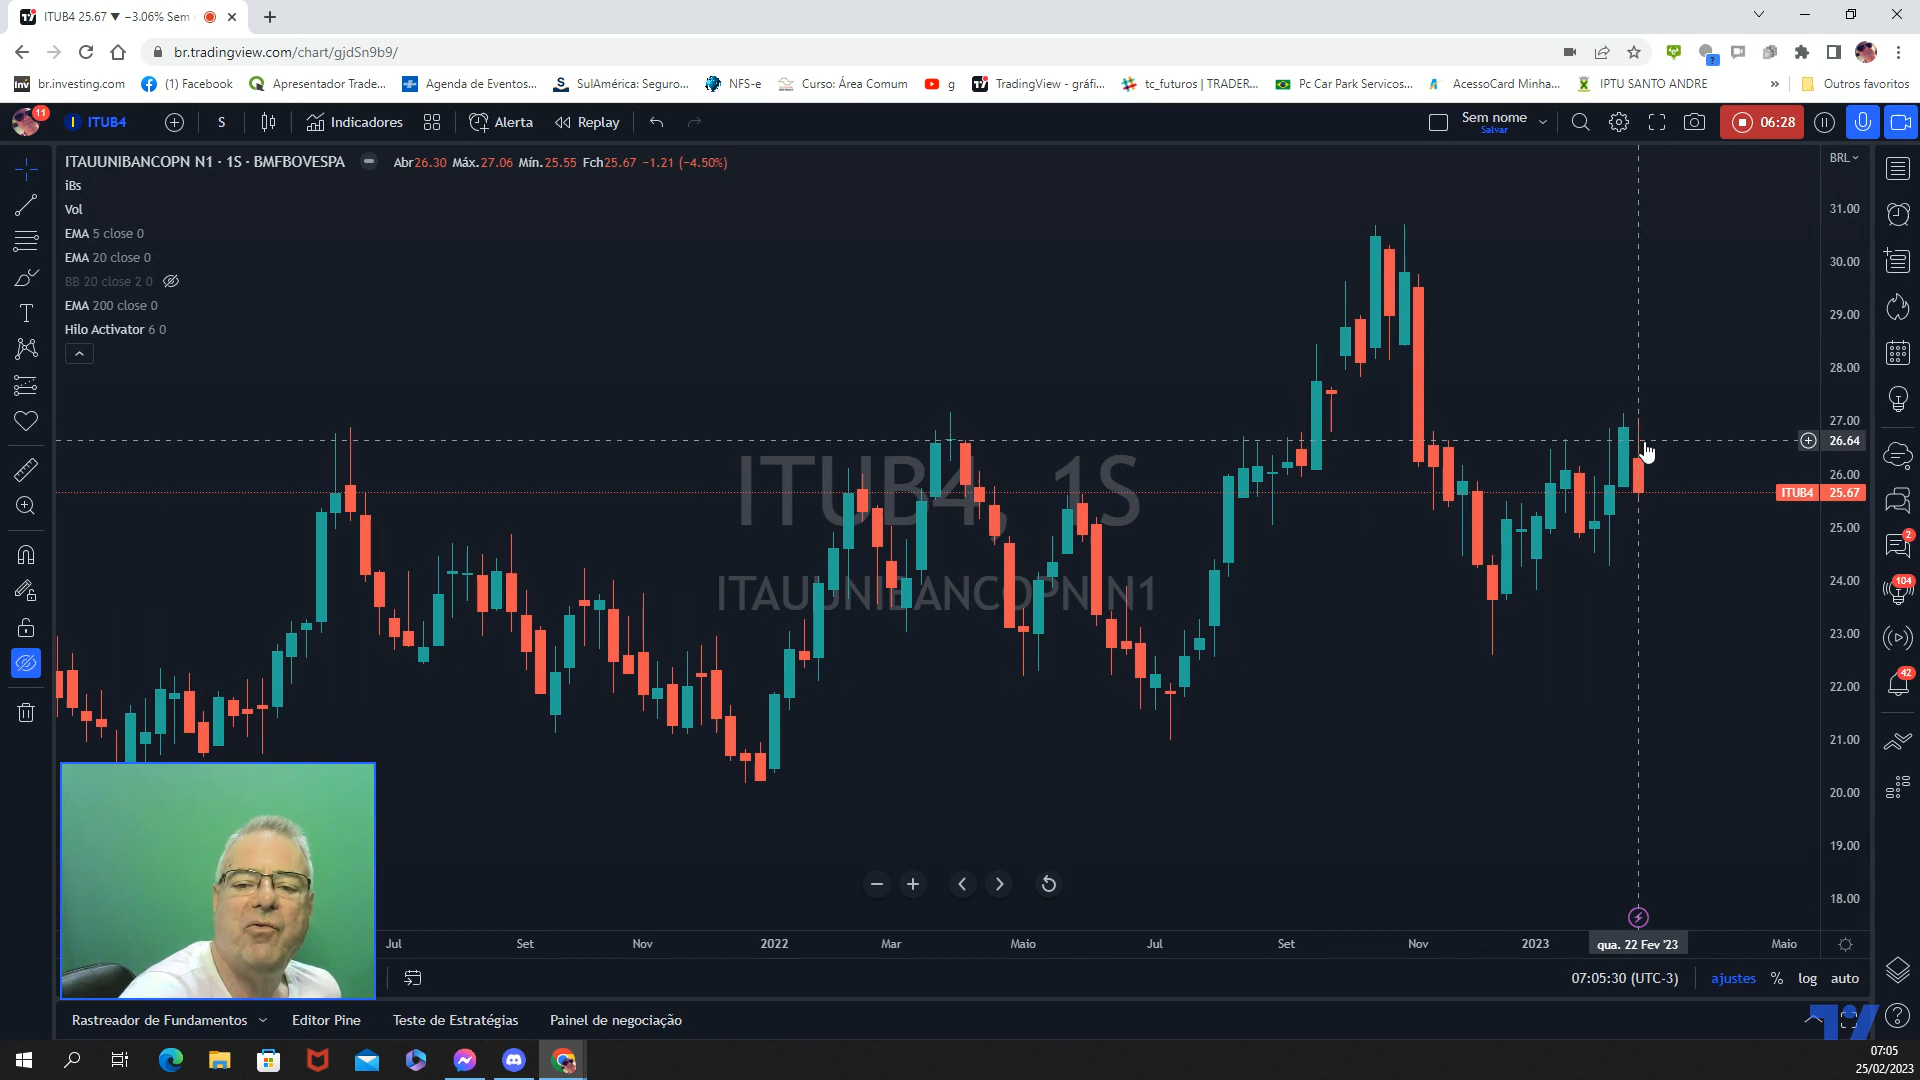 ITUB4 25.67 ▼ −3.06% Sem
br.tradingview.com/chart/gjdSn9b9/
br.investing.com
(1) Facebook
Apresentador Trade...
Agenda de Eventos...
SulAmérica: Seguro...
NFS-e
Curso: Área Comum
g
TradingView - gráfi...
tc_futuros | TRADER...
Pc Car Park Servicos...
AcessoCard Minha...
IPTU SANTO ANDRE
»
Outros favoritos
11
ITUB4
S
Indicadores
Alerta
Replay
Sem nome
Salvar
06:28
ITAUUNIBANCOPN N1 · 1S · BMFBOVESPA
Abr26.30 Máx.27.06 Mín.25.55 Fch25.67 −1.21 (−4.50%)
BRL
iBs
Vol
EMA 5 close 0
EMA 20 close 0
BB 20 close 2 0
EMA 200 close 0
Hilo Activator 6 0
ITUB4, 1S
ITAUUNIBANCOPN N1
31.00
30.00
29.00
28.00
27.00
26.64
26.00
ITUB4 25.67
25.00
24.00
23.00
22.00
21.00
20.00
19.00
18.00
2
104
42
Jul
Set
Nov
2022
Mar
Maio
Jul
Set
Nov
2023
qua. 22 Fev '23
Maio
07:05:30 (UTC-3)
ajustes
%
log
auto
Rastreador de Fundamentos
Editor Pine
Teste de Estratégias
Painel de negociação
07:05
25/02/2023